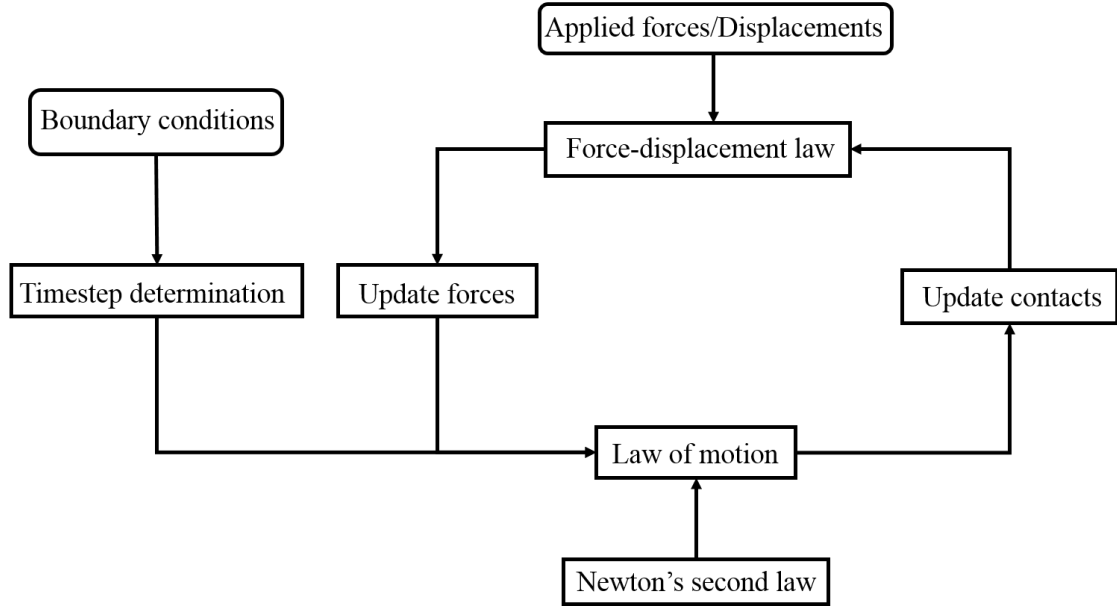 Applied forces/Displacements
Boundary conditions
Force-displacement law
Timestep determination
Update forces
Update contacts
Law of motion
Newton’s second law